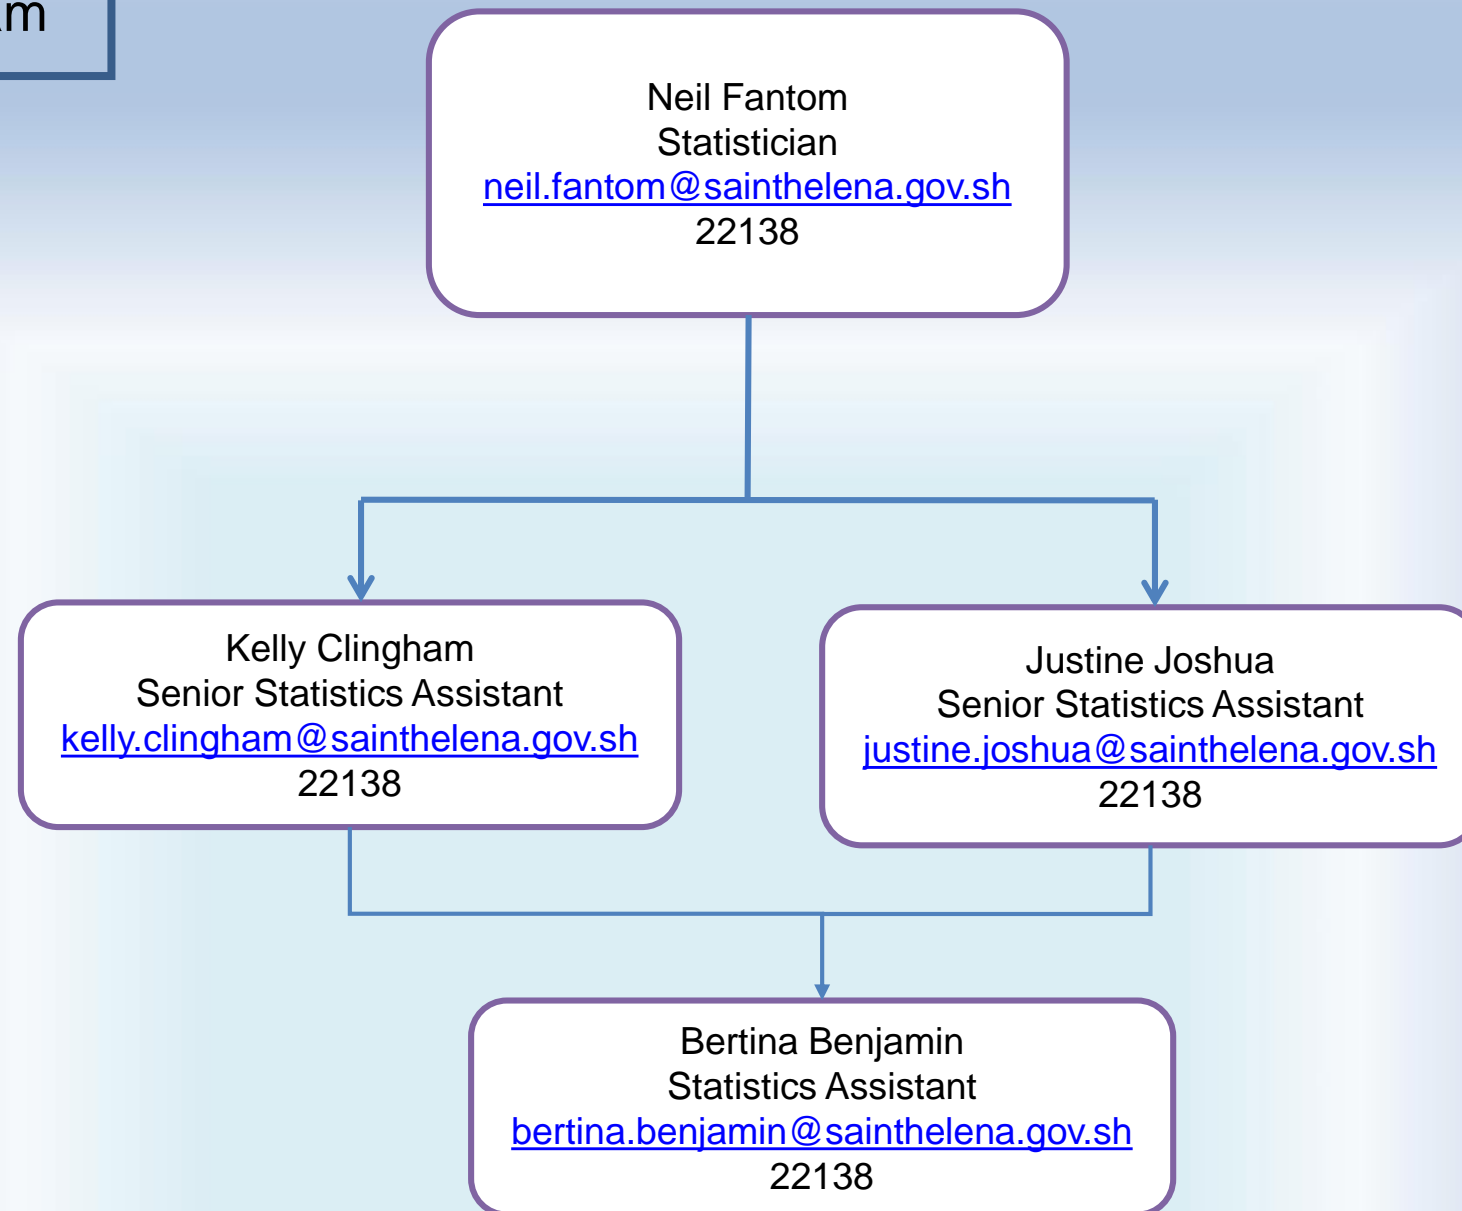 Neil Fantom
Statistician
neil.fantom@sainthelena.gov.sh
22138
Kelly Clingham
Senior Statistics Assistant
kelly.clingham@sainthelena.gov.sh
22138
Justine Joshua
Senior Statistics Assistant
justine.joshua@sainthelena.gov.sh
22138
Bertina Benjamin
Statistics Assistant
bertina.benjamin@sainthelena.gov.sh
22138